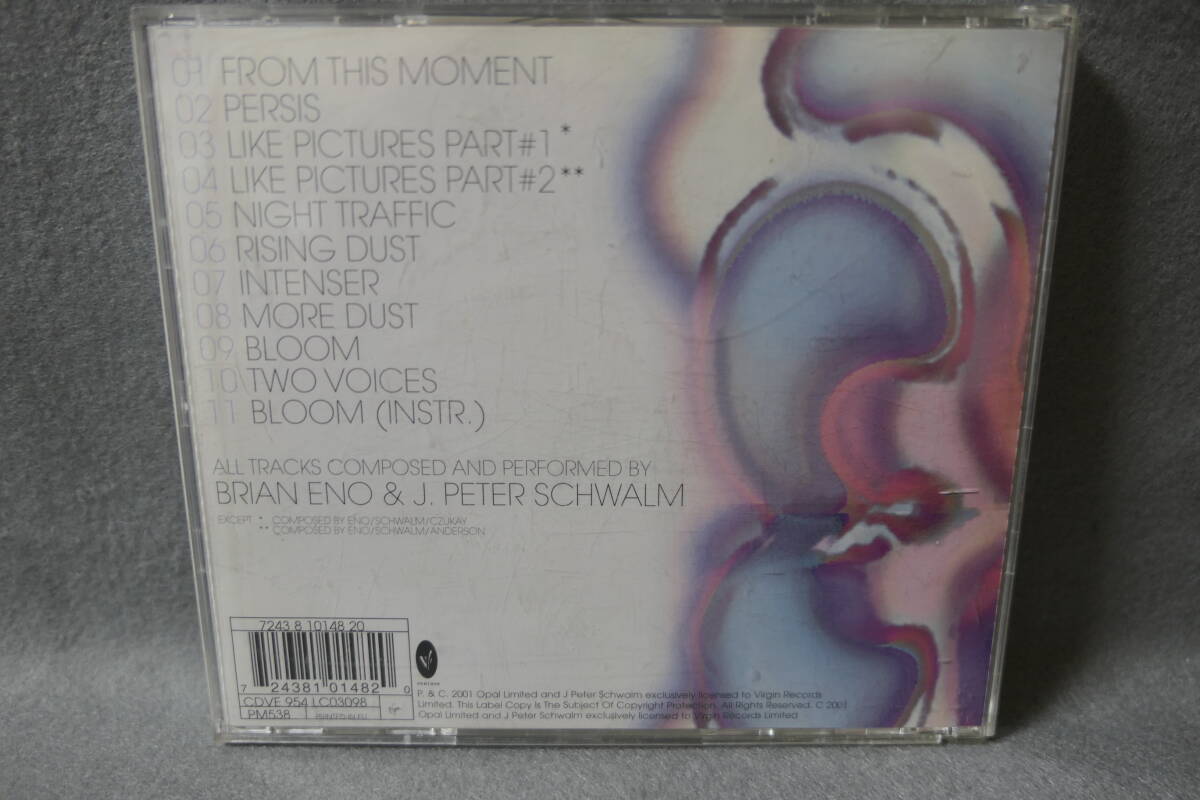 01 FROM THIS MOMENT
02 PERSIS
03 LIKE PICTURES PART#1 *
04 LIKE PICTURES PART#2 **
05 NIGHT TRAFFIC
06 RISING DUST
07 INTENSER
08 MORE DUST
09 BLOOM
10 TWO VOICES
11 BLOOM (INSTR.)
ALL TRACKS COMPOSED AND PERFORMED BY
BRIAN ENO & J. PETER SCHWALM
EXCEPT * COMPOSED BY ENO/SCHWALM/CZUKAY
** COMPOSED BY ENO/SCHWALM/ANDERSON
7243 8 10148 20
7 24381 01482 0
CDVE 954 LC03098
PM538 PRINTED IN EU
Virgin
VENTURE
P. & C. 2001 Opal Limited and J Peter Schwalm exclusively licensed to Virgin Records
Limited. This Label Copy Is The Subject Of Copyright Protection. All Rights Reserved. C 2001
Opal Limited and J Peter Schwalm exclusively licensed to Virgin Records Limited